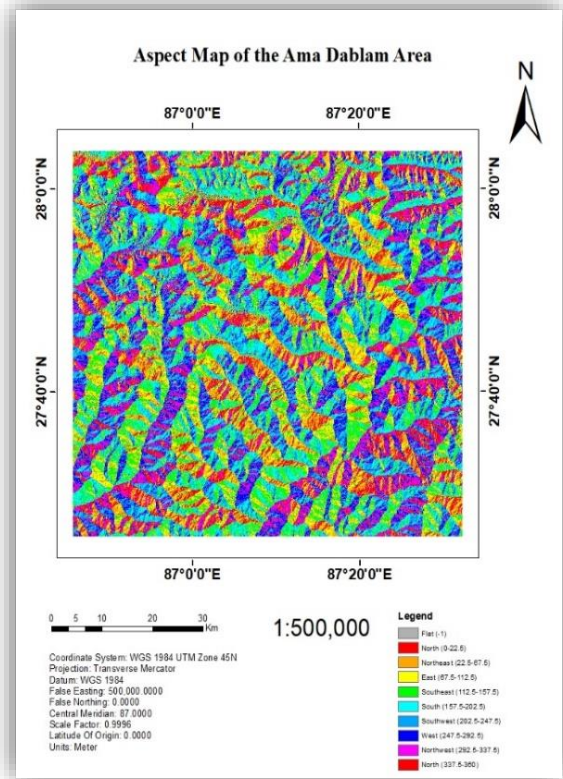 Aspect Map of the Ama Dablam Area
N
87°0'0"E 87°20'0"E
28°0'0"N 28°0'0"N
27°40'0"N 27°40'0"N
87°0'0"E 87°20'0"E
0 5 10 20 30
Km
1:500,000
Coordinate System: WGS 1984 UTM Zone 45N
Projection: Transverse Mercator
Datum: WGS 1984
False Easting: 500,000.0000
False Northing: 0.0000
Central Meridian: 87.0000
Scale Factor: 0.9996
Latitude Of Origin: 0.0000
Units: Meter
Legend
Flat (-1)
North (0-22.5)
Northeast (22.5-67.5)
East (67.5-112.5)
Southeast (112.5-157.5)
South (157.5-202.5)
Southwest (202.5-247.5)
West (247.5-292.5)
Northwest (292.5-337.5)
North (337.5-360)